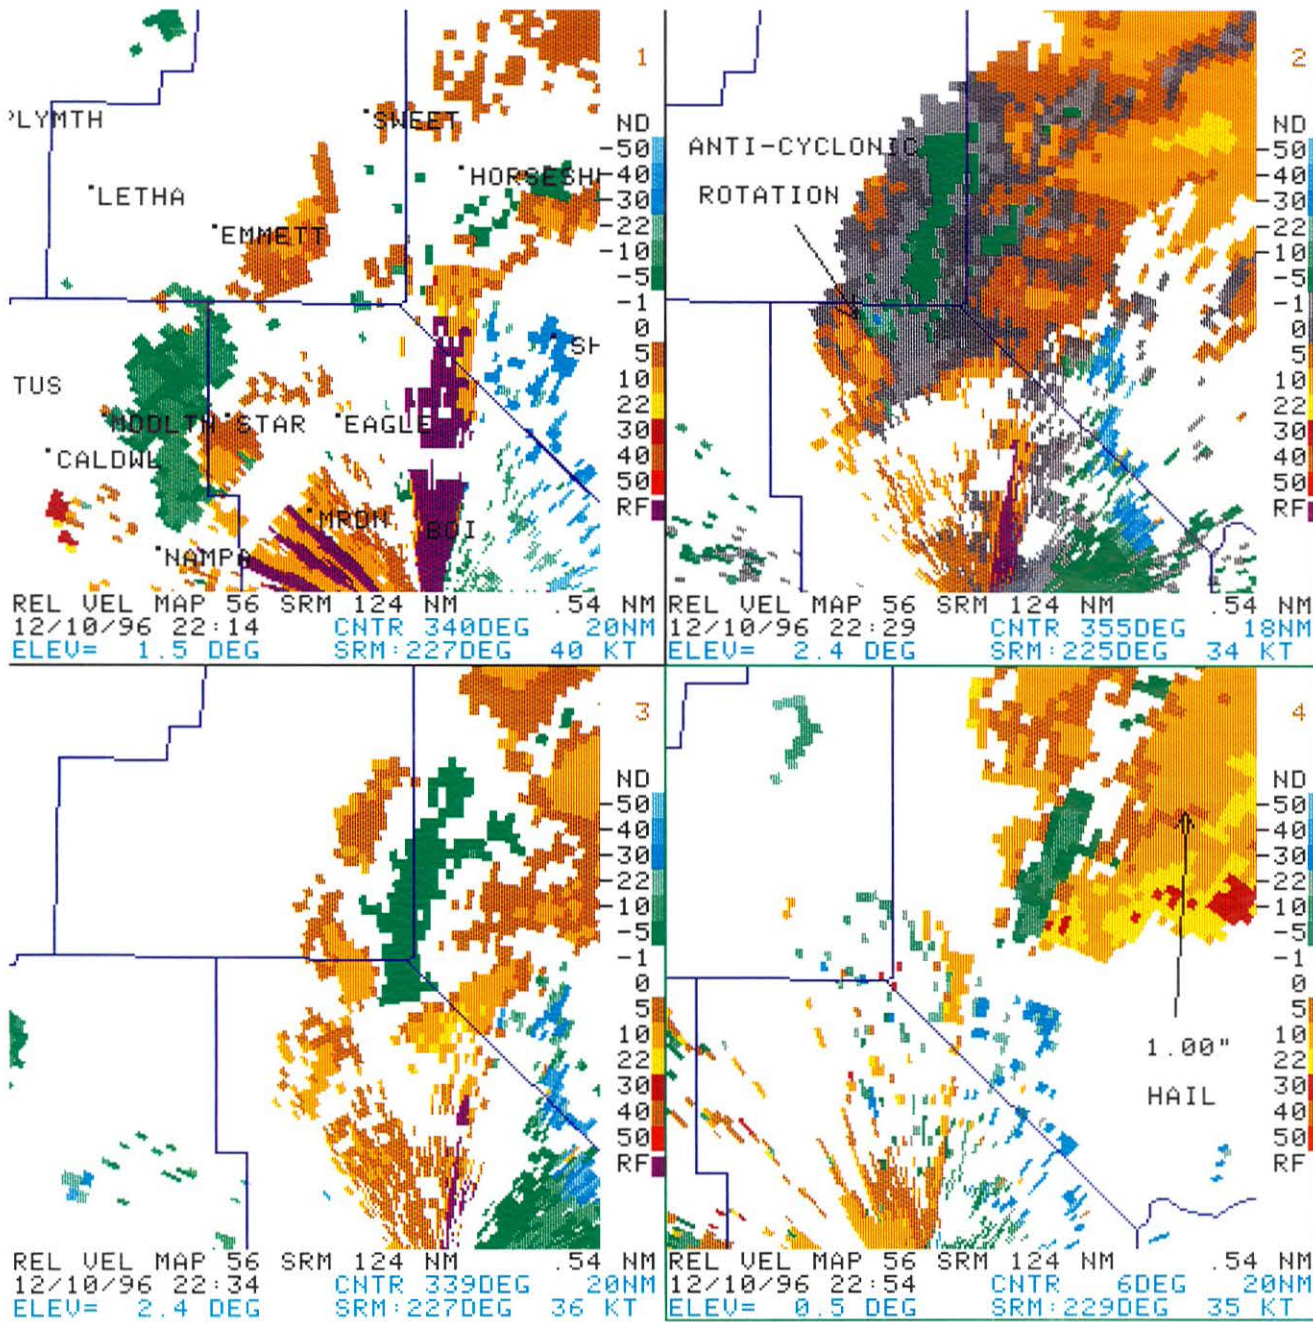 1
PLYMTH
SWEET
ND
-50
HORSESH
-40
LETHA
-30
EMMETT
-22
-10
-5
-1
0
SH
5
TUS
10
22
MDDLTN STAR EAGLE
30
CALDWL
40
50
MRDN
RF
BOI
NAMPA
REL VEL MAP 56 SRM 124 NM .54 NM
12/10/96 22:14 CNTR 340DEG 20NM
ELEV= 1.5 DEG SRM:227DEG 40 KT
2
ND
ANTI-CYCLONIC
-50
-40
ROTATION
-30
-22
-10
-5
-1
0
5
10
22
30
40
50
RF
REL VEL MAP 56 SRM 124 NM .54 NM
12/10/96 22:29 CNTR 355DEG 18NM
ELEV= 2.4 DEG SRM:225DEG 34 KT
3
ND
-50
-40
-30
-22
-10
-5
-1
0
5
10
22
30
40
50
RF
REL VEL MAP 56 SRM 124 NM .54 NM
12/10/96 22:34 CNTR 339DEG 20NM
ELEV= 2.4 DEG SRM:227DEG 36 KT
4
ND
-50
-40
-30
-22
-10
-5
-1
0
5
10
1.00"
22
30
HAIL
40
50
RF
REL VEL MAP 56 SRM 124 NM .54 NM
12/10/96 22:54 CNTR 6DEG 20NM
ELEV= 0.5 DEG SRM:229DEG 35 KT